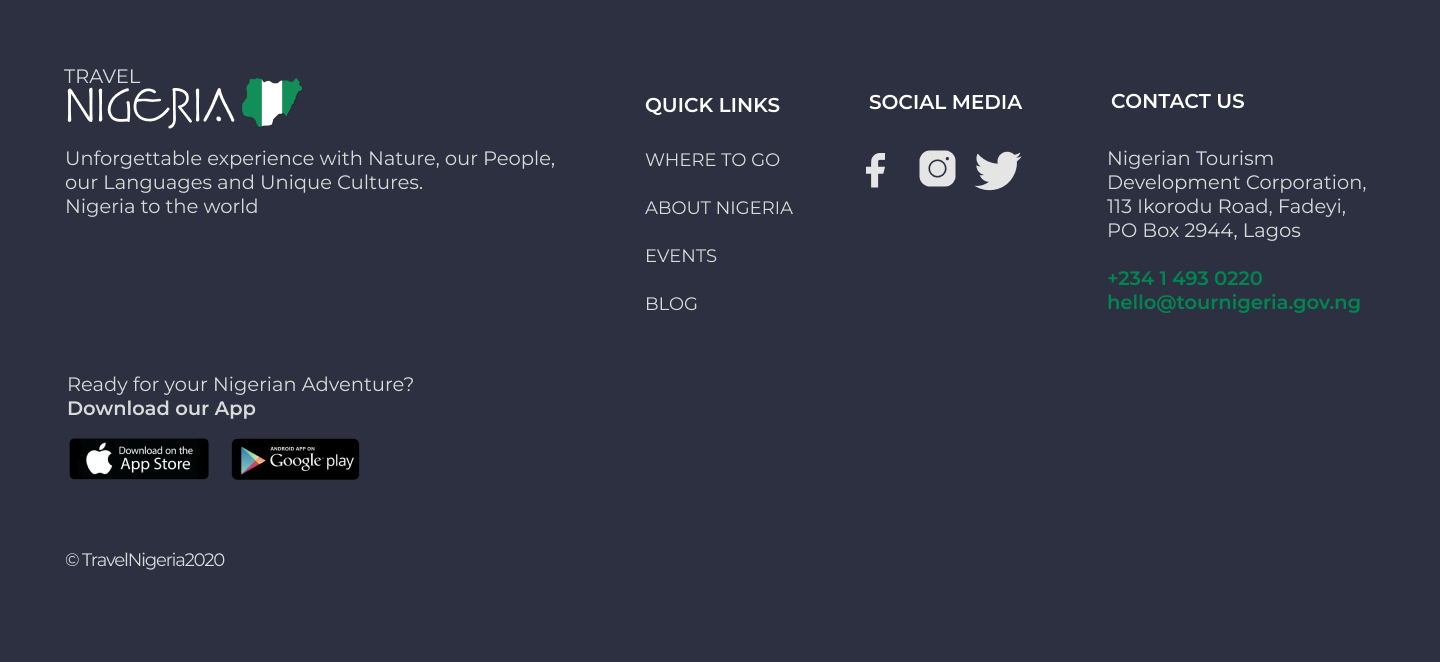 TRAVEL
NIGERIA
Unforgettable experience with Nature, our People,
our Languages and Unique Cultures.
Nigeria to the world
QUICK LINKS
WHERE TO GO
ABOUT NIGERIA
EVENTS
BLOG
SOCIAL MEDIA
CONTACT US
Nigerian Tourism
Development Corporation,
113 Ikorodu Road, Fadeyi,
PO Box 2944, Lagos
+234 1 493 0220
hello@tournigeria.gov.ng
Ready for your Nigerian Adventure?
Download our App
Download on the
App Store
ANDROID APP ON
Google play
© TravelNigeria2020